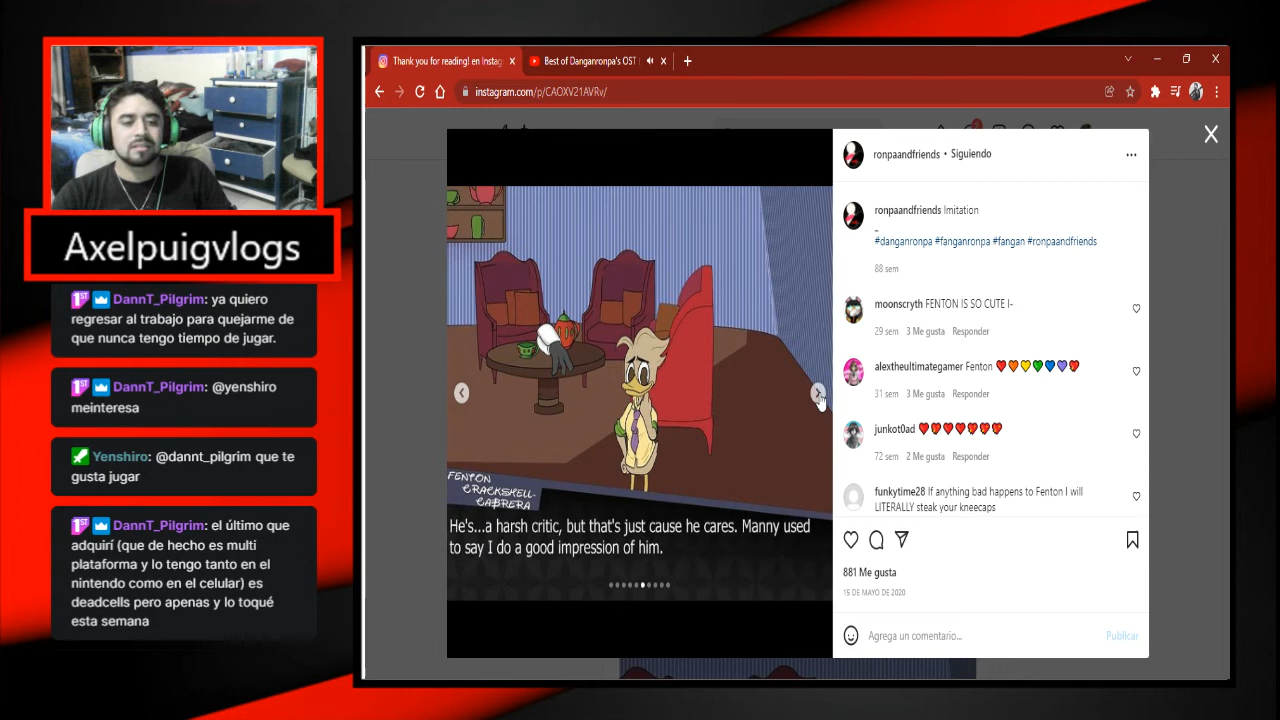 Axelpuigvlogs
DannT_Pilgrim: ya quiero
regresar al trabajo para quejarme de
que nunca tengo tiempo de jugar.
DannT_Pilgrim: @yenshiro
meinteresa
Yenshiro: @dannt_pilgrim que te
gusta jugar
DannT_Pilgrim: el último que
adquirí (que de hecho es multi
plataforma y lo tengo tanto en el
nintendo como en el celular) es
deadcells pero apenas y lo toqué
esta semana
Thank you for reading! en Instag
Best of Danganronpa's OST
instagram.com/p/CAOXV21AVRv/
FENTON
CRACKSHELL-
CABRERA
He's...a harsh critic, but that's just cause he cares. Manny used
to say I do a good impression of him.
ronpaandfriends • Siguiendo
ronpaandfriends Imitation
_
#danganronpa #fanganronpa #fangan #ronpaandfriends
88 sem
moonscryth FENTON IS SO CUTE I-
29 sem 3 Me gusta Responder
alextheultimategamer Fenton
31 sem 3 Me gusta Responder
junkot0ad
72 sem 2 Me gusta Responder
funkytime28 If anything bad happens to Fenton I will
LITERALLY steak your kneecaps
881 Me gusta
15 DE MAYO DE 2020
Agrega un comentario...
Publicar